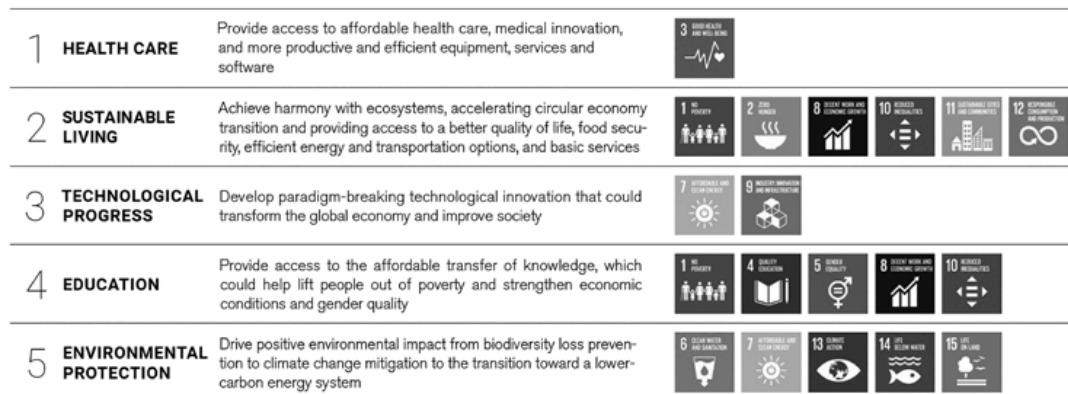 1 HEALTH CARE
Provide access to affordable health care, medical innovation,
and more productive and efficient equipment, services and
software
3 GOOD HEALTH
AND WELL-BEING
2 SUSTAINABLE
LIVING
Achieve harmony with ecosystems, accelerating circular economy
transition and providing access to a better quality of life, food secu-
rity, efficient energy and transportation options, and basic services
1 NO
POVERTY
2 ZERO
HUNGER
8 DECENT WORK AND
ECONOMIC GROWTH
10 REDUCED
INEQUALITIES
11 SUSTAINABLE CITIES
AND COMMUNITIES
12 RESPONSIBLE
CONSUMPTION
AND PRODUCTION
3 TECHNOLOGICAL
PROGRESS
Develop paradigm-breaking technological innovation that could
transform the global economy and improve society
7 AFFORDABLE AND
CLEAN ENERGY
9 INDUSTRY, INNOVATION
AND INFRASTRUCTURE
4 EDUCATION
Provide access to the affordable transfer of knowledge, which
could help lift people out of poverty and strengthen economic
conditions and gender quality
1 NO
POVERTY
4 QUALITY
EDUCATION
5 GENDER
EQUALITY
8 DECENT WORK AND
ECONOMIC GROWTH
10 REDUCED
INEQUALITIES
5 ENVIRONMENTAL
PROTECTION
Drive positive environmental impact from biodiversity loss preven-
tion to climate change mitigation to the transition toward a lower-
carbon energy system
6 CLEAN WATER
AND SANITATION
7 AFFORDABLE AND
CLEAN ENERGY
13 CLIMATE
ACTION
14 LIFE
BELOW WATER
15 LIFE
ON LAND